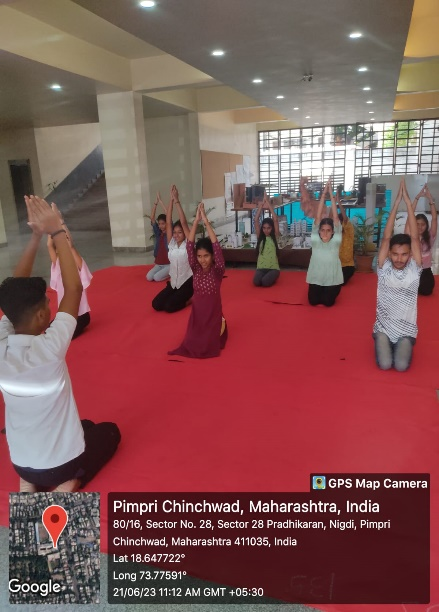 GPS Map Camera
Pimpri Chinchwad, Maharashtra, India
80/16, Sector No. 28, Sector 28 Pradhikaran, Nigdi, Pimpri
Chinchwad, Maharashtra 411035, India
Lat 18.647722°
Long 73.77591°
21/06/23 11:12 AM GMT +05:30
Google